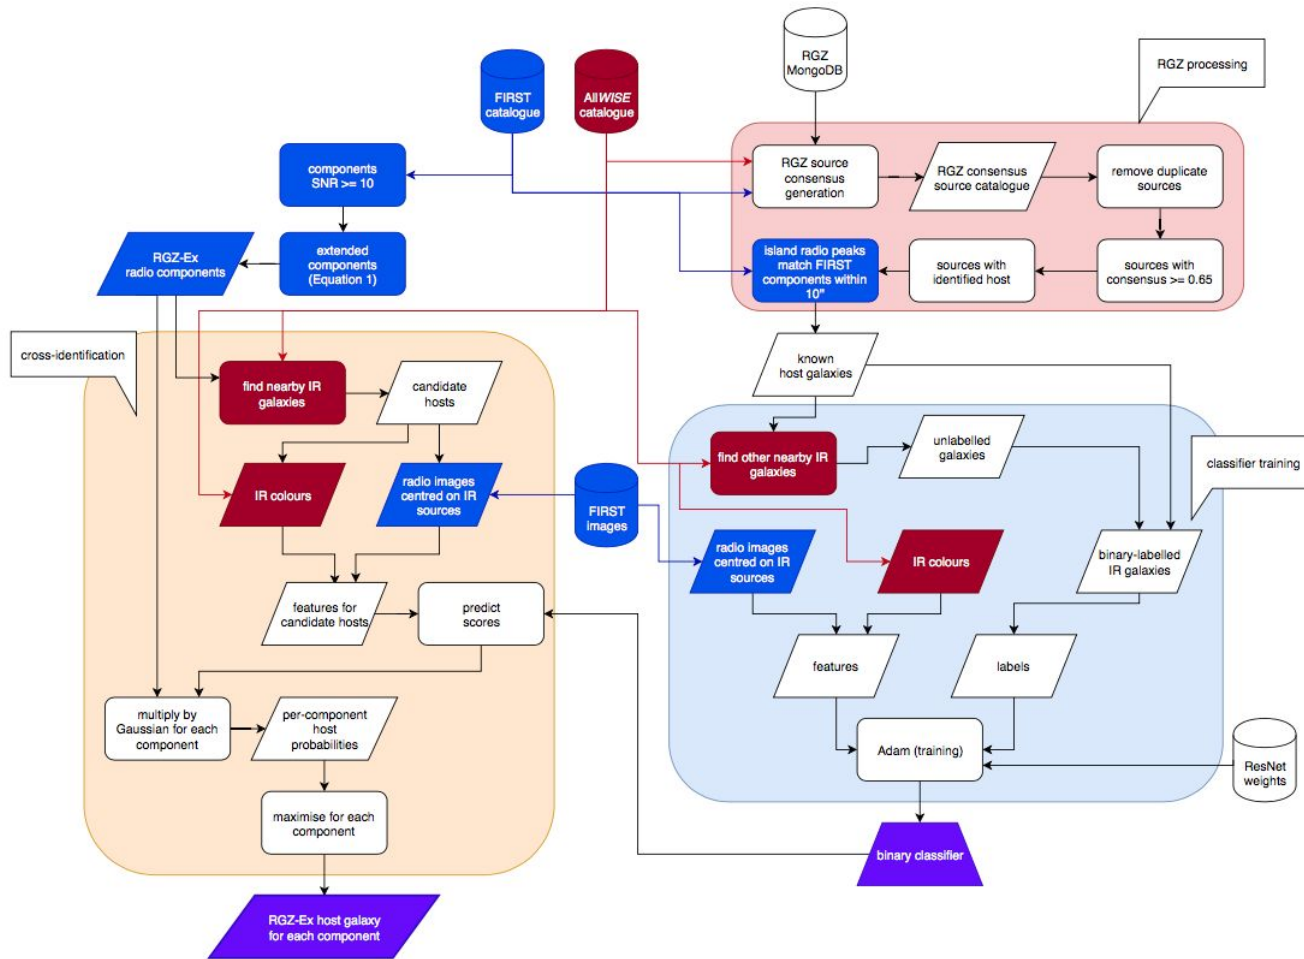 RGZ
MongoDB
FIRST
catalogue
AllWISE
catalogue
RGZ processing
components
SNR >= 10
RGZ source
consensus
generation
RGZ consensus
source catalogue
remove duplicate
sources
RGZ-Ex
radio components
extended
components
(Equation 1)
island radio peaks
match FIRST
components within
10"
sources with
identified host
sources with
consensus >= 0.65
cross-identification
find nearby IR
galaxies
candidate
hosts
known
host galaxies
find other nearby IR
galaxies
unlabelled
galaxies
classifier training
IR colours
radio images
centred on IR
sources
FIRST
images
radio images
centred on IR
sources
IR colours
binary-labelled
IR galaxies
features for
candidate hosts
predict
scores
features
labels
multiply by
Gaussian for each
component
per-component
host
probabilities
Adam (training)
ResNet
weights
maximise for each
component
binary classifier
RGZ-Ex host galaxy
for each component